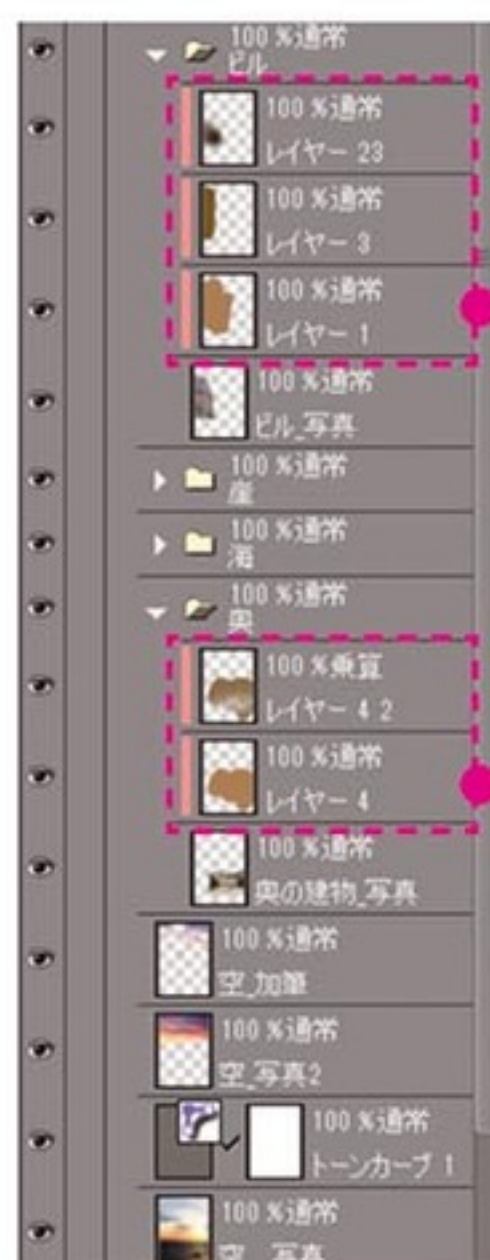 100 %通常
ビル
100 %通常
レイヤー 23
100 %通常
レイヤー 3
100 %通常
レイヤー 1
100 %通常
ビル_写真
100 %通常
崖
100 %通常
海
100 %通常
奥
100 %乗算
レイヤー 4 2
100 %通常
レイヤー 4
100 %通常
奥の建物_写真
100 %通常
空_加筆
100 %通常
空_写真2
100 %通常
トーンカーブ 1
100 %通常
空_写真